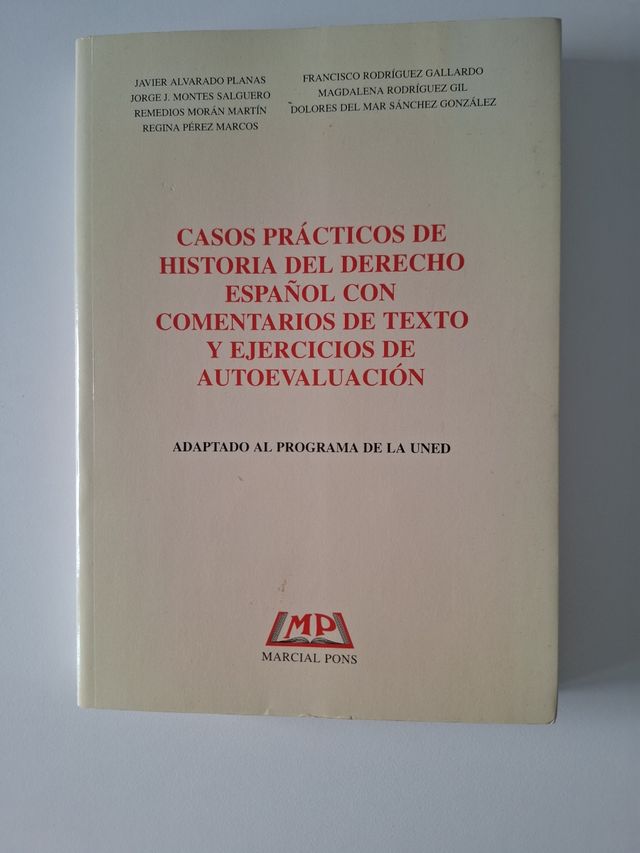 JAVIER ALVARADO PLANAS
JORGE J. MONTES SALGUERO
REMEDIOS MORÁN MARTÍN
REGINA PÉREZ MARCOS
FRANCISCO RODRÍGUEZ GALLARDO
MAGDALENA RODRÍGUEZ GIL
DOLORES DEL MAR SÁNCHEZ GONZÁLEZ
CASOS PRÁCTICOS DE
HISTORIA DEL DERECHO
ESPAÑOL CON
COMENTARIOS DE TEXTO
Y EJERCICIOS DE
AUTOEVALUACIÓN
ADAPTADO AL PROGRAMA DE LA UNED
MP
MARCIAL PONS